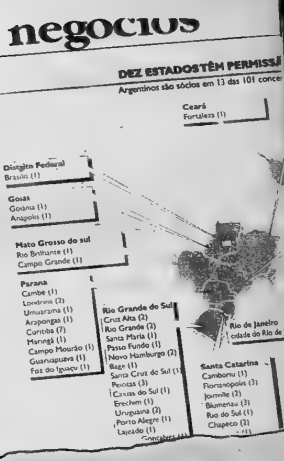 negocios
DEZ ESTADOS TÊM PERMISSÃ
Argentinos são sócios em 13 das 101 conce
Ceará
Fortaleza (1)
Distrito Federal
Brasília (1)
Goiás
Goiânia (1)
Anápolis (1)
Mato Grosso do sul
Rio Brilhante (1)
Campo Grande (1)
Paraná
Cambé (1)
Londrina (2)
Umuarama (1)
Arapongas (1)
Curitiba (7)
Maringá (1)
Campo Mourão (1)
Guarapuava (1)
Foz do Iguaçu (1)
Rio Grande do Sul
Cruz Alta (2)
Rio Grande (2)
Santa Maria (1)
Passo Fundo (1)
Novo Hamburgo (2)
Bagé (1)
Santa Cruz do Sul (1)
Pelotas (3)
Caxias do Sul (1)
Erechim (1)
Uruguaina (2)
Porto Alegre (1)
Lajeado (1)
Gonçalves
Rio de Janeiro
cidade do Rio de
Santa Catarina
Camboriu (1)
Florianópolis (3)
Joinville (2)
Blumenau (3)
Rio do Sul (1)
Chapecó (2)